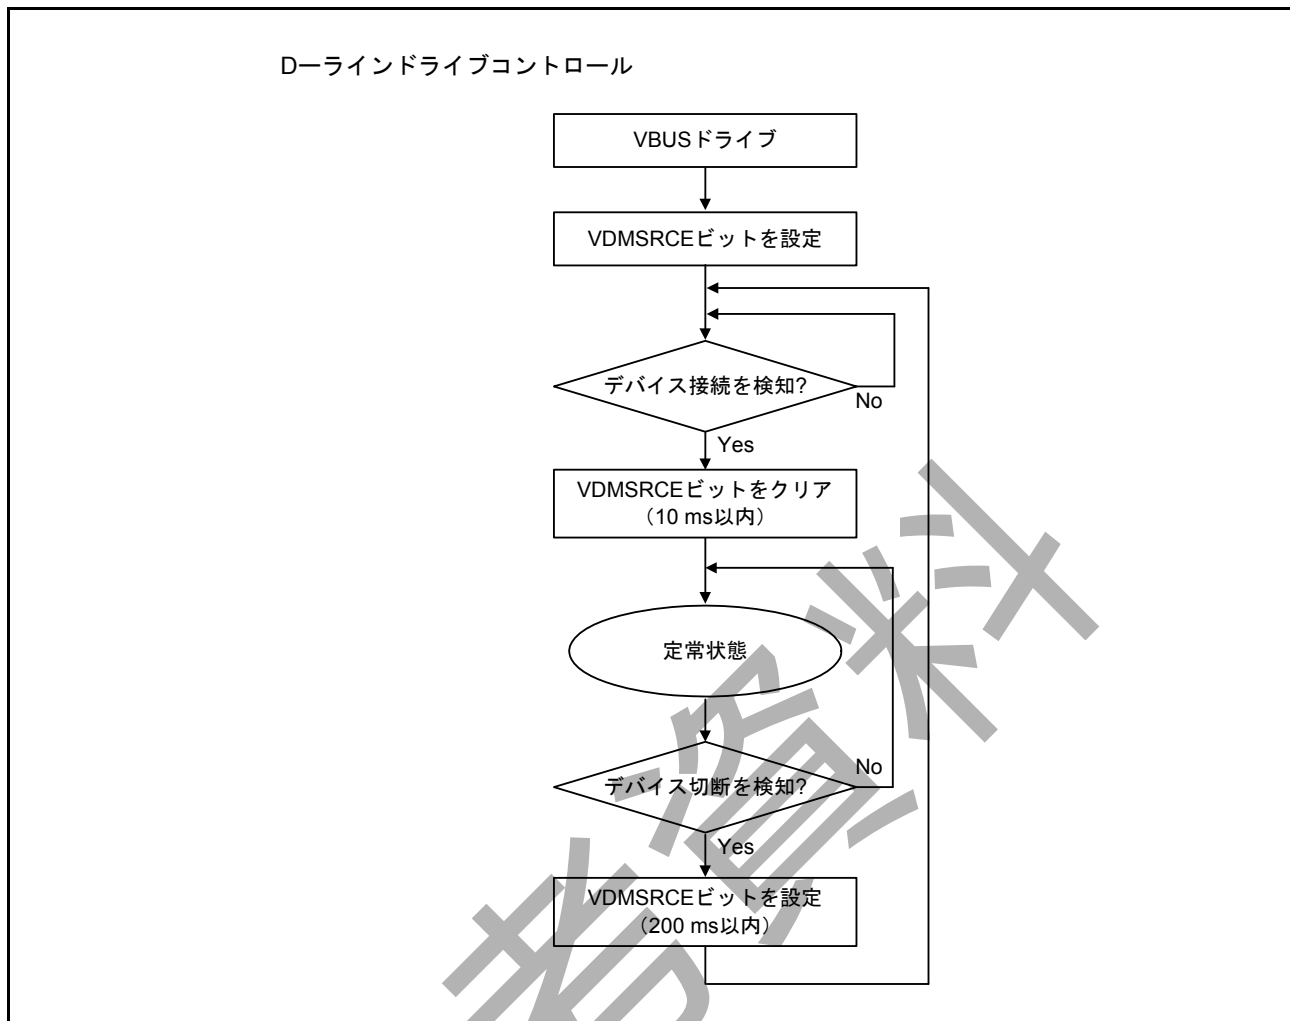 Dーラインドライブコントロール
VBUSドライブ
VDMSRCEビットを設定
デバイス接続を検知?
No
Yes
VDMSRCEビットをクリア
（10 ms以内）
定常状態
デバイス切断を検知?
No
Yes
VDMSRCEビットを設定
（200 ms以内）
考資料